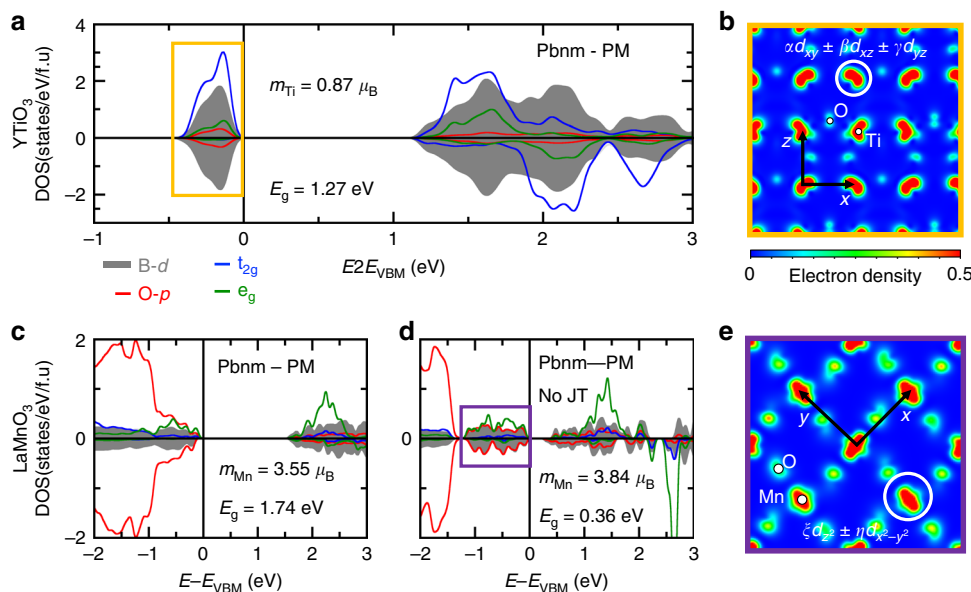 a
YTiO3
DOS(states/eV/f.u)
4
2
0
−2
Pbnm - PM
mTi = 0.87 μB
Eg = 1.27 eV
−1
0
1
2
3
E2EVBM (eV)
B-d
t2g
O-p
eg
b
αdxy ± βdxz ± γdyz
O
Ti
z
x
0
0.5
Electron density
c
LaMnO3
DOS(states/eV/f.u)
2
0
−2
Pbnm – PM
mMn = 3.55 μB
Eg = 1.74 eV
−2
−1
0
1
2
3
E–EVBM (eV)
d
2
0
−2
Pbnm—PM
No JT
mMn = 3.84 μB
Eg = 0.36 eV
−2
−1
0
1
2
3
E–EVBM (eV)
e
y
x
O
Mn
ξdz2 ± ηdx2−y2